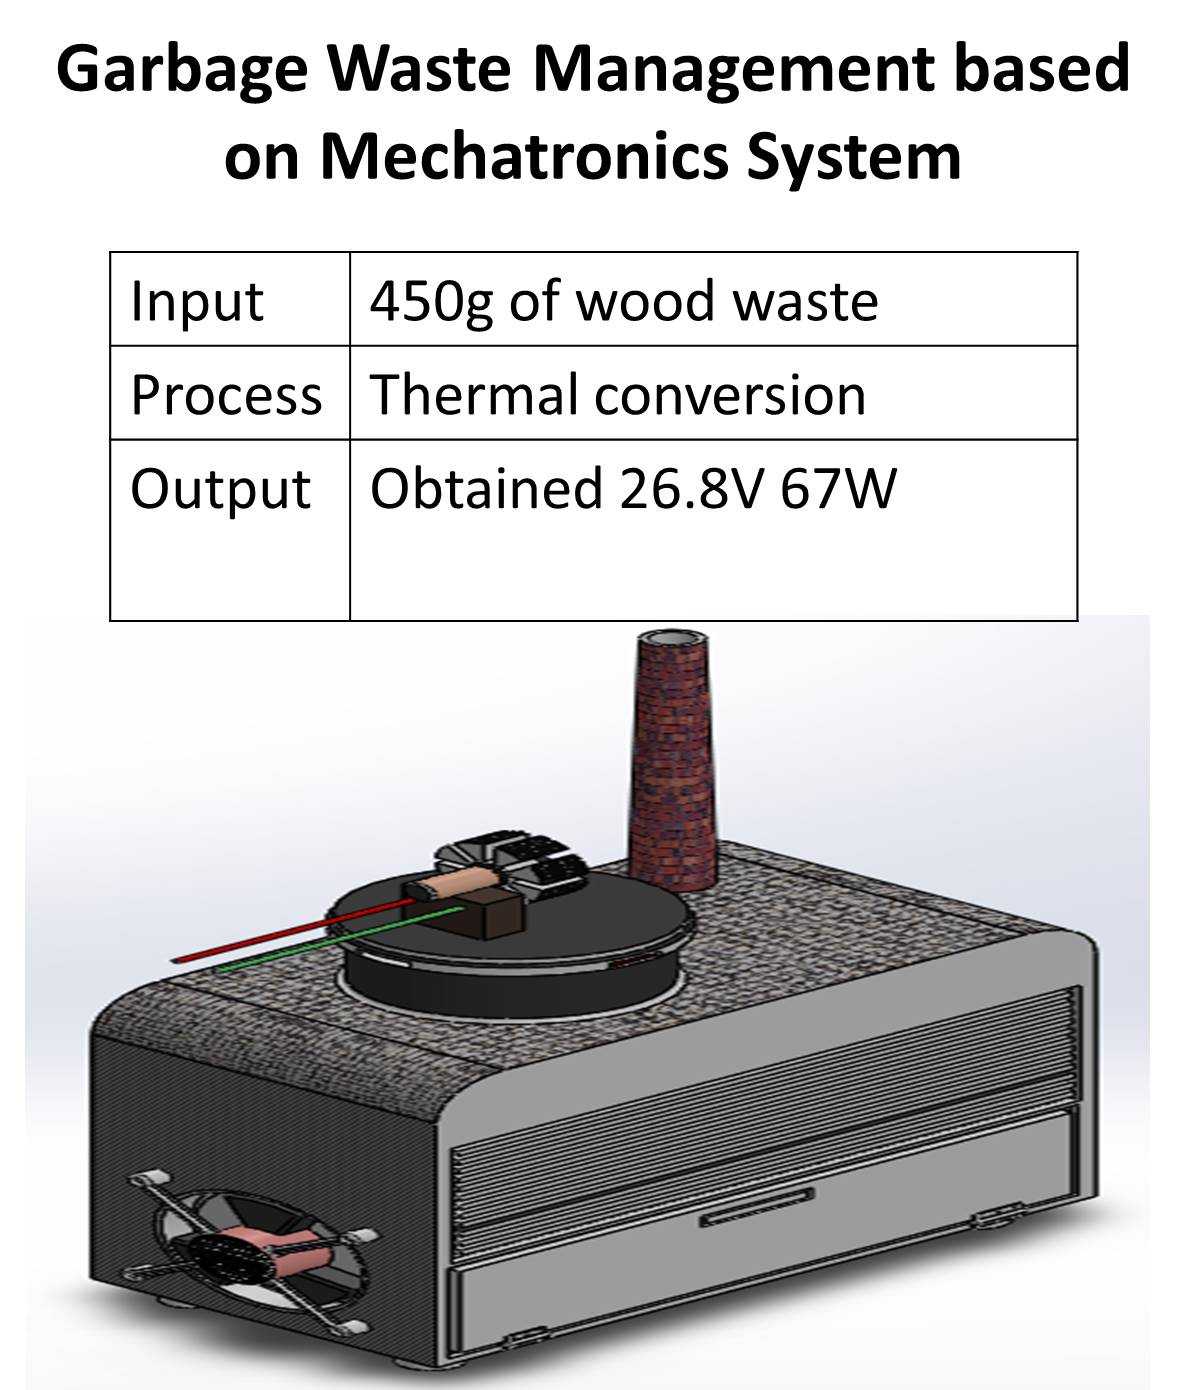 Garbage Waste Management based
on Mechatronics System
Input 450g of wood waste
Process Thermal conversion
Output Obtained 26.8V 67W